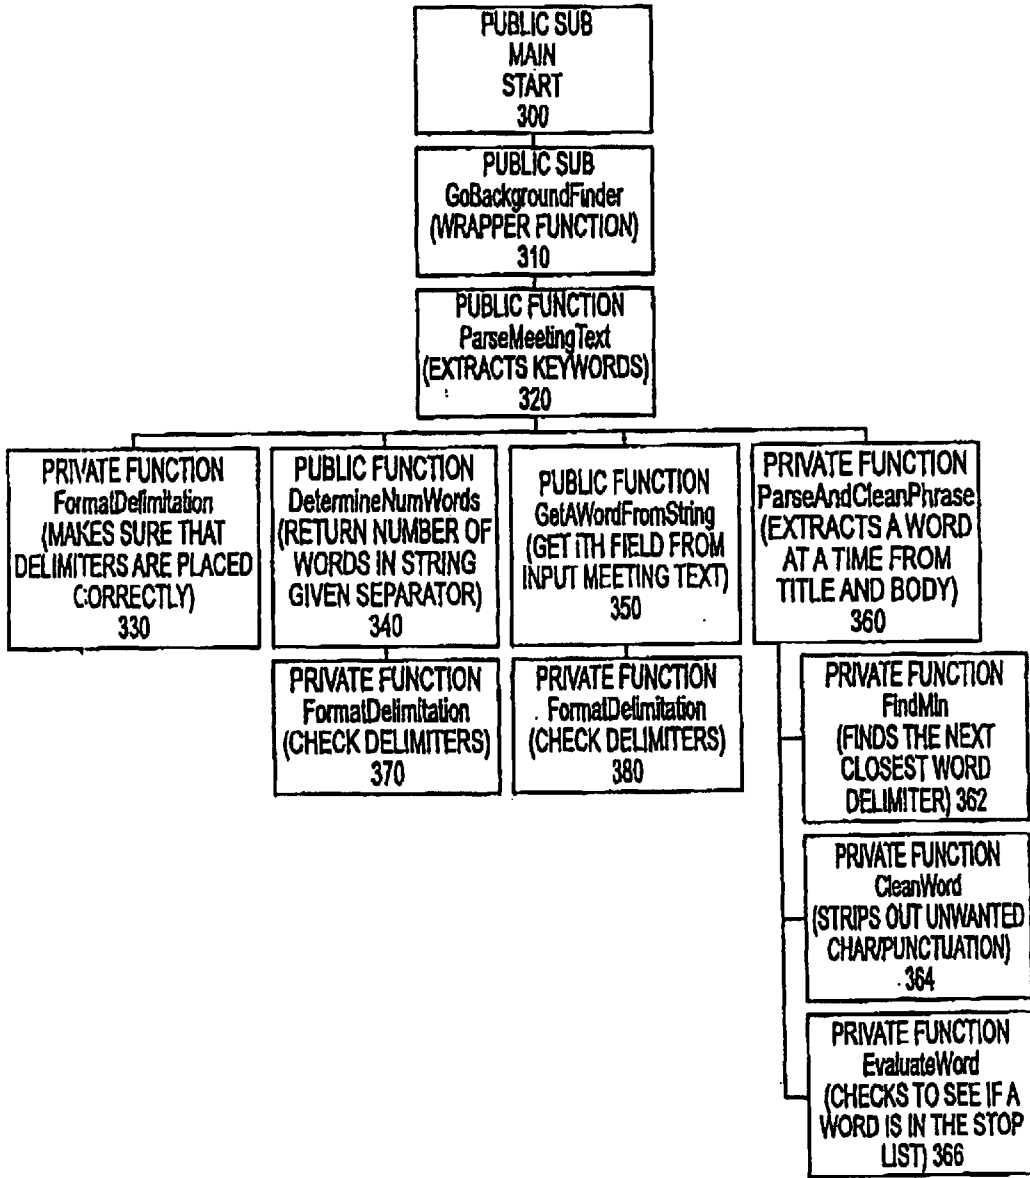 PUBLIC SUB
MAIN
START
300
PUBLIC SUB
GoBackgroundFinder
(WRAPPER FUNCTION)
310
PUBLIC FUNCTION
ParseMeetingText
(EXTRACTS KEYWORDS)
320
PRIVATE FUNCTION
FormatDelimitation
(MAKES SURE THAT
DELIMITERS ARE PLACED
CORRECTLY)
330
PUBLIC FUNCTION
DetermineNumWords
(RETURN NUMBER OF
WORDS IN STRING
GIVEN SEPARATOR)
340
PUBLIC FUNCTION
GetAWordFromString
(GET ITH FIELD FROM
INPUT MEETING TEXT)
350
PRIVATE FUNCTION
ParseAndCleanPhrase
(EXTRACTS A WORD
AT A TIME FROM
TITLE AND BODY)
360
PRIVATE FUNCTION
FormatDelimitation
(CHECK DELIMITERS)
370
PRIVATE FUNCTION
FormatDelimitation
(CHECK DELIMITERS)
380
PRIVATE FUNCTION
FindMin
(FINDS THE NEXT
CLOSEST WORD
DELIMITER) 362
PRIVATE FUNCTION
CleanWord
(STRIPS OUT UNWANTED
CHAR/PUNCTUATION)
364
PRIVATE FUNCTION
EvaluateWord
(CHECKS TO SEE IF A
WORD IS IN THE STOP
LIST) 366